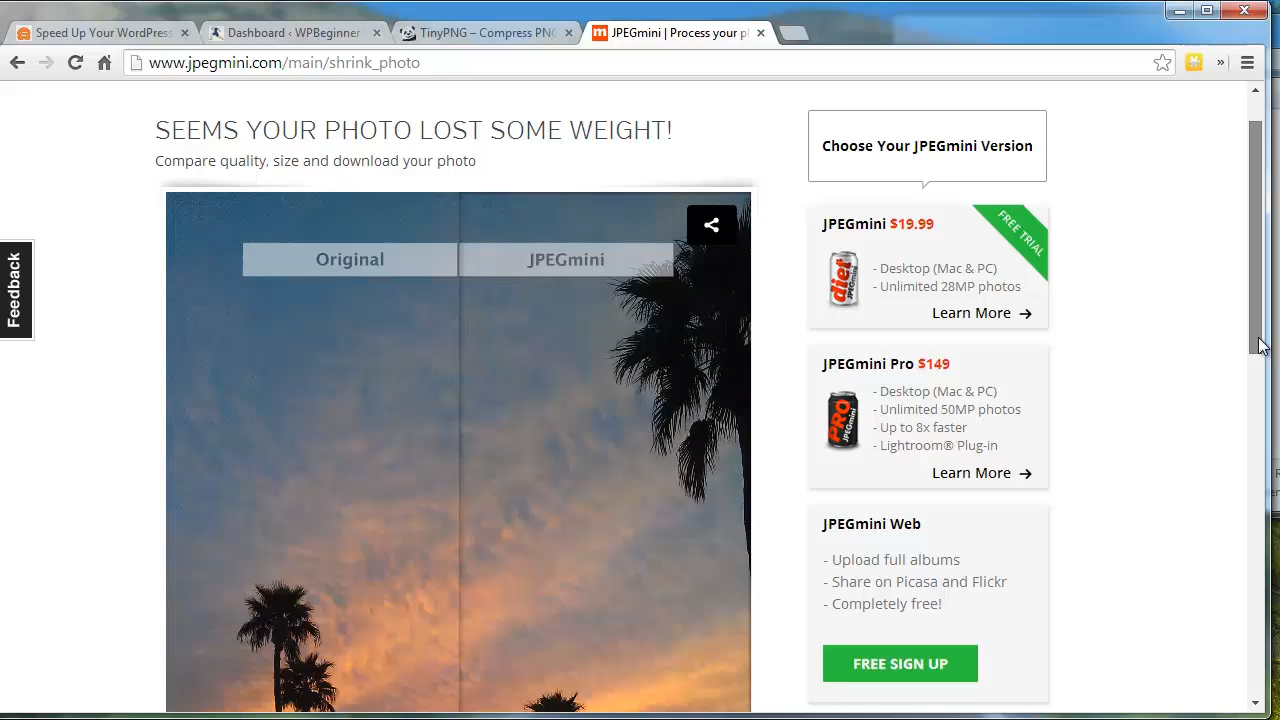 Speed Up Your WordPress
Dashboard ‹ WPBeginner
TinyPNG – Compress PNG
m
JPEGmini | Process your p
www.jpegmini.com/main/shrink_photo
»
SEEMS YOUR PHOTO LOST SOME WEIGHT!
Compare quality, size and download your photo
Original
JPEGmini
Feedback
Choose Your JPEGmini Version
JPEGmini $19.99
FREE TRIAL
diet
JPEGmini
- Desktop (Mac & PC)
- Unlimited 28MP photos
Learn More →
JPEGmini Pro $149
PRO
JPEGmini
- Desktop (Mac & PC)
- Unlimited 50MP photos
- Up to 8x faster
- Lightroom® Plug-in
Learn More →
JPEGmini Web
- Upload full albums
- Share on Picasa and Flickr
- Completely free!
FREE SIGN UP